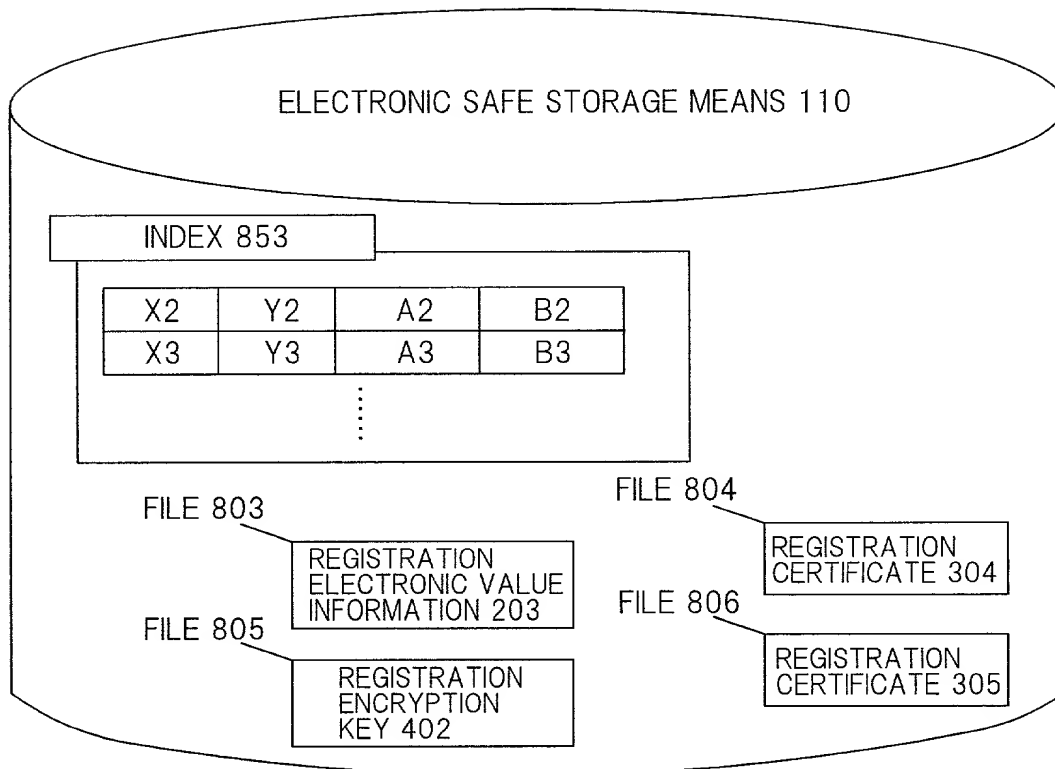 ELECTRONIC SAFE STORAGE MEANS 110
INDEX 853
X2 Y2 A2 B2
X3 Y3 A3 B3
FILE 803
REGISTRATION
ELECTRONIC VALUE
INFORMATION 203
FILE 804
REGISTRATION
CERTIFICATE 304
FILE 805
REGISTRATION
ENCRYPTION
KEY 402
FILE 806
REGISTRATION
CERTIFICATE 305